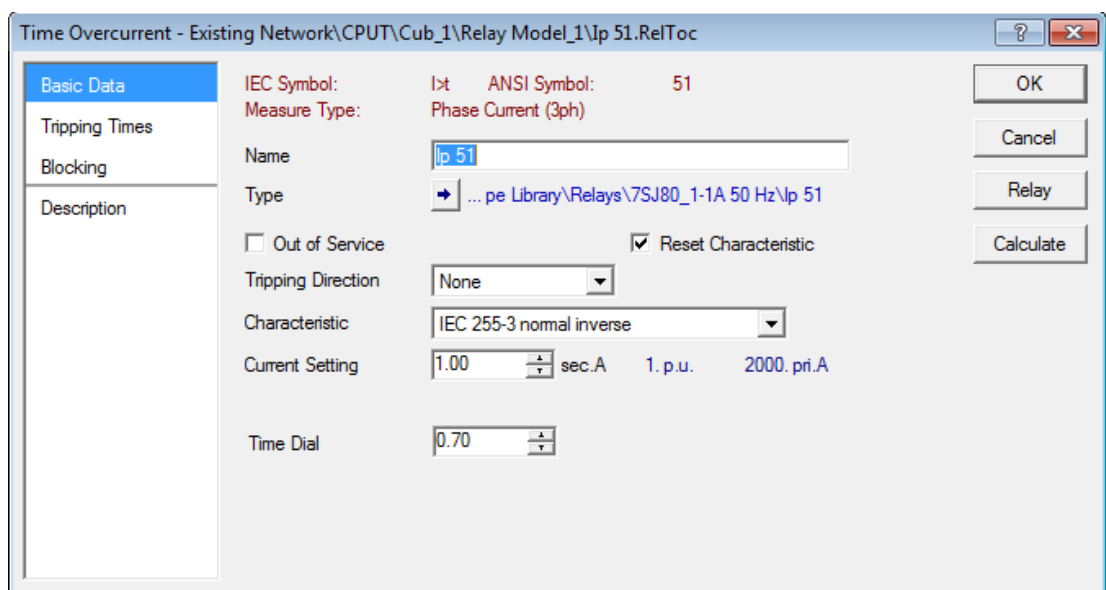 Time Overcurrent - Existing Network\CPUT\Cub_1\Relay Model_1\Ip 51.RelToc
?
Basic Data
Tripping Times
Blocking
Description
IEC Symbol: I>t ANSI Symbol: 51
Measure Type: Phase Current (3ph)
Name Ip 51
Type ... pe Library\Relays\7SJ80_1-1A 50 Hz\Ip 51
Out of Service Reset Characteristic
Tripping Direction None
Characteristic IEC 255-3 normal inverse
Current Setting 1.00 sec.A 1. p.u. 2000. pri.A
Time Dial 0.70
OK
Cancel
Relay
Calculate